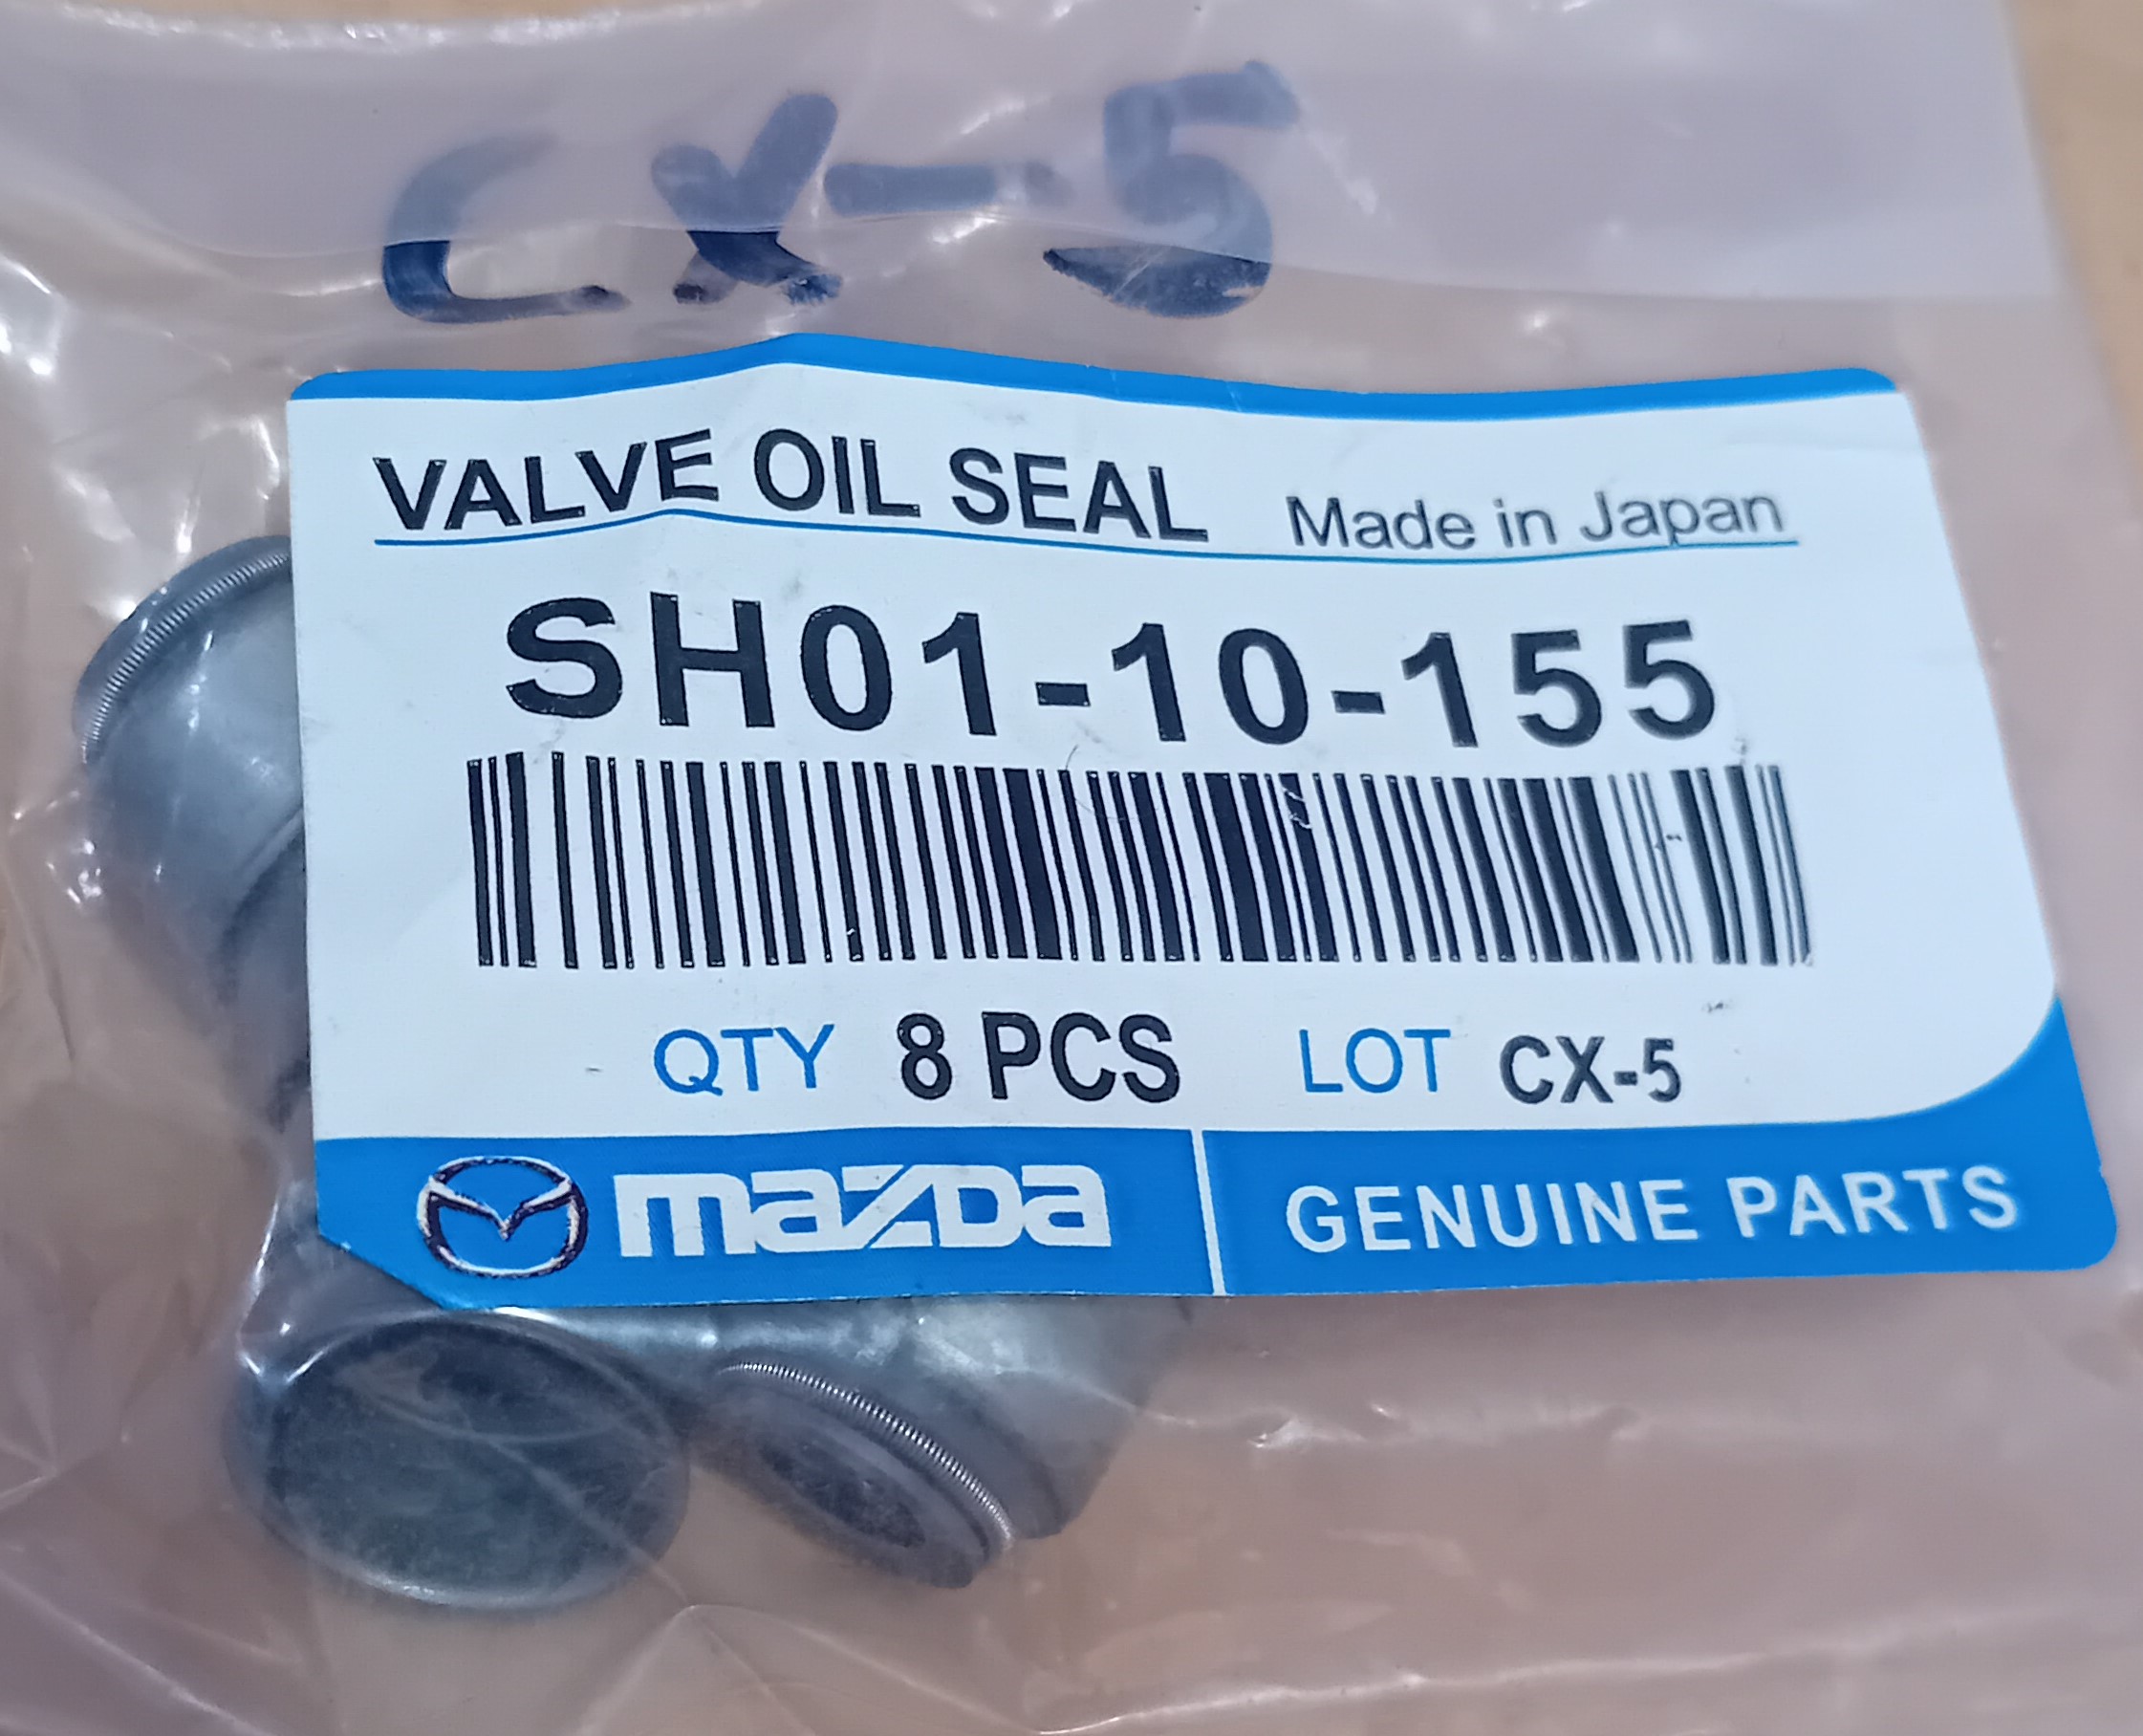 CX-5
VALVE OIL SEAL Made in Japan
SH01-10-155
QTY 8 PCS LOT CX-5
mazda GENUINE PARTS